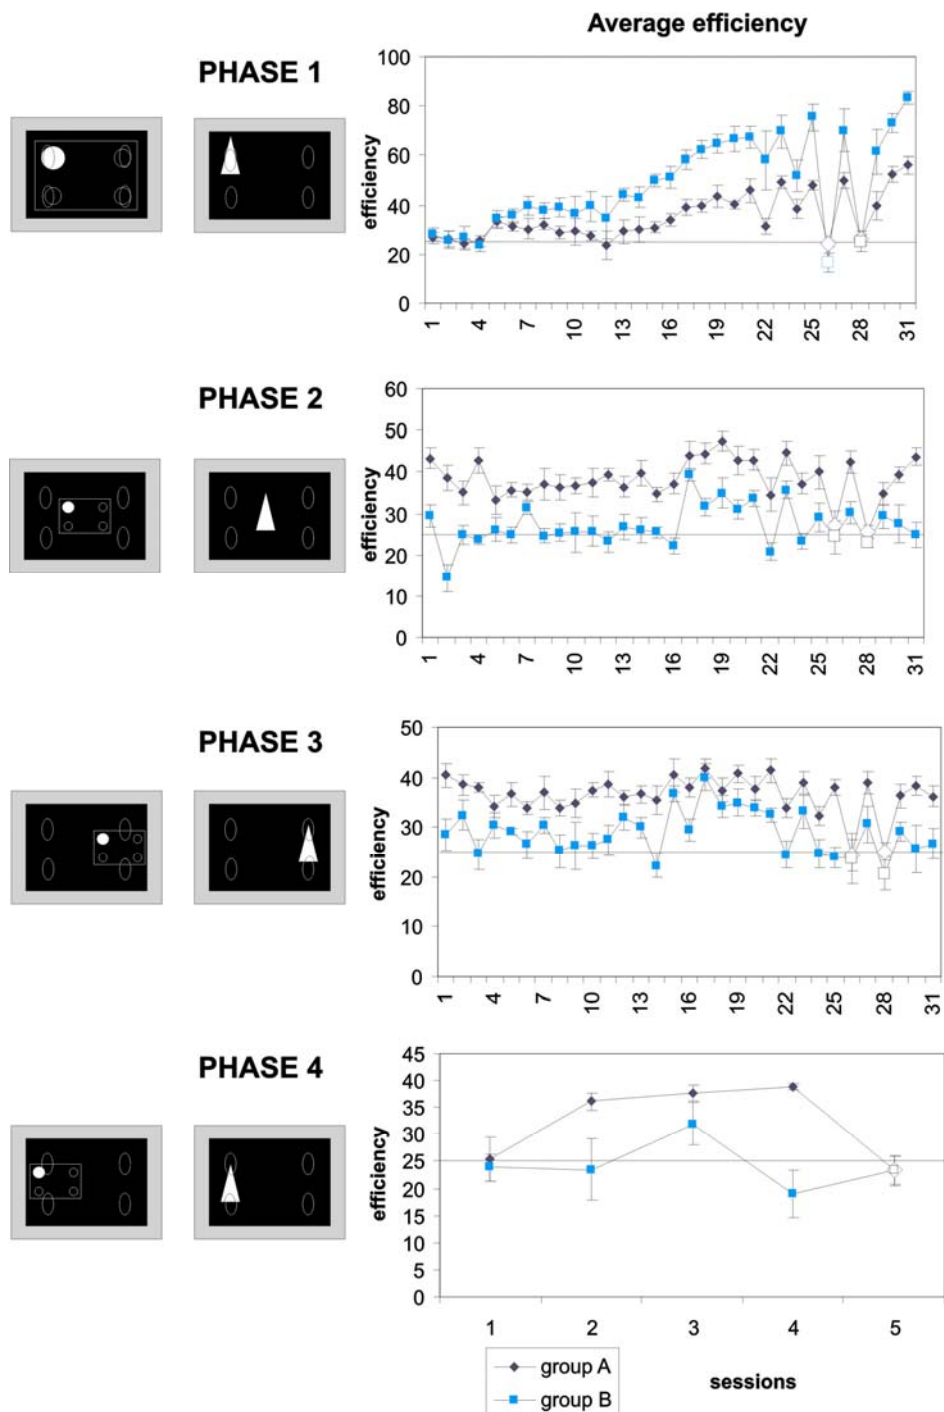 Average efficiency
PHASE 1
efficiency
100
80
60
40
20
0
1 4 7 10 13 16 19 22 25 28 31
PHASE 2
efficiency
60
50
40
30
20
10
0
1 4 7 10 13 16 19 22 25 28 31
PHASE 3
efficiency
50
40
30
20
10
0
1 4 7 10 13 16 19 22 25 28 31
PHASE 4
efficiency
45
40
35
30
25
20
15
10
5
0
1 2 3 4 5
group A
group B
sessions